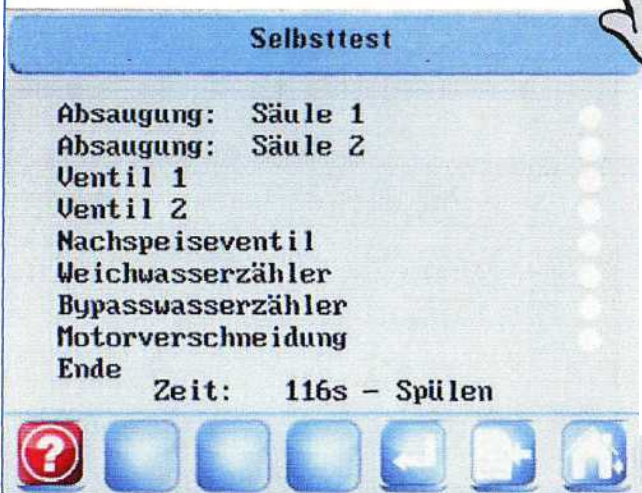 Selbsttest
Absaugung: Säule 1
Absaugung: Säule 2
Ventil 1
Ventil 2
Nachspeiseventil
Weichwasserzähler
Bypasswasserzähler
Motorverschneidung
Ende
Zeit: 116s – Spülen
?